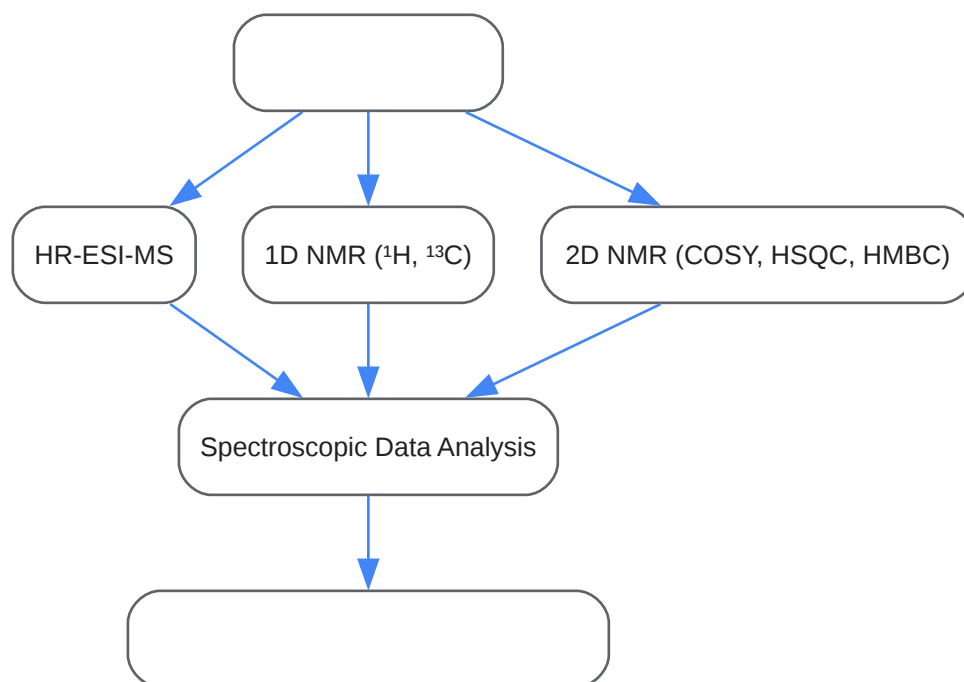 HR-ESI-MS
1D NMR (¹H, ¹³C)
2D NMR (COSY, HSQC, HMBC)
Spectroscopic Data Analysis